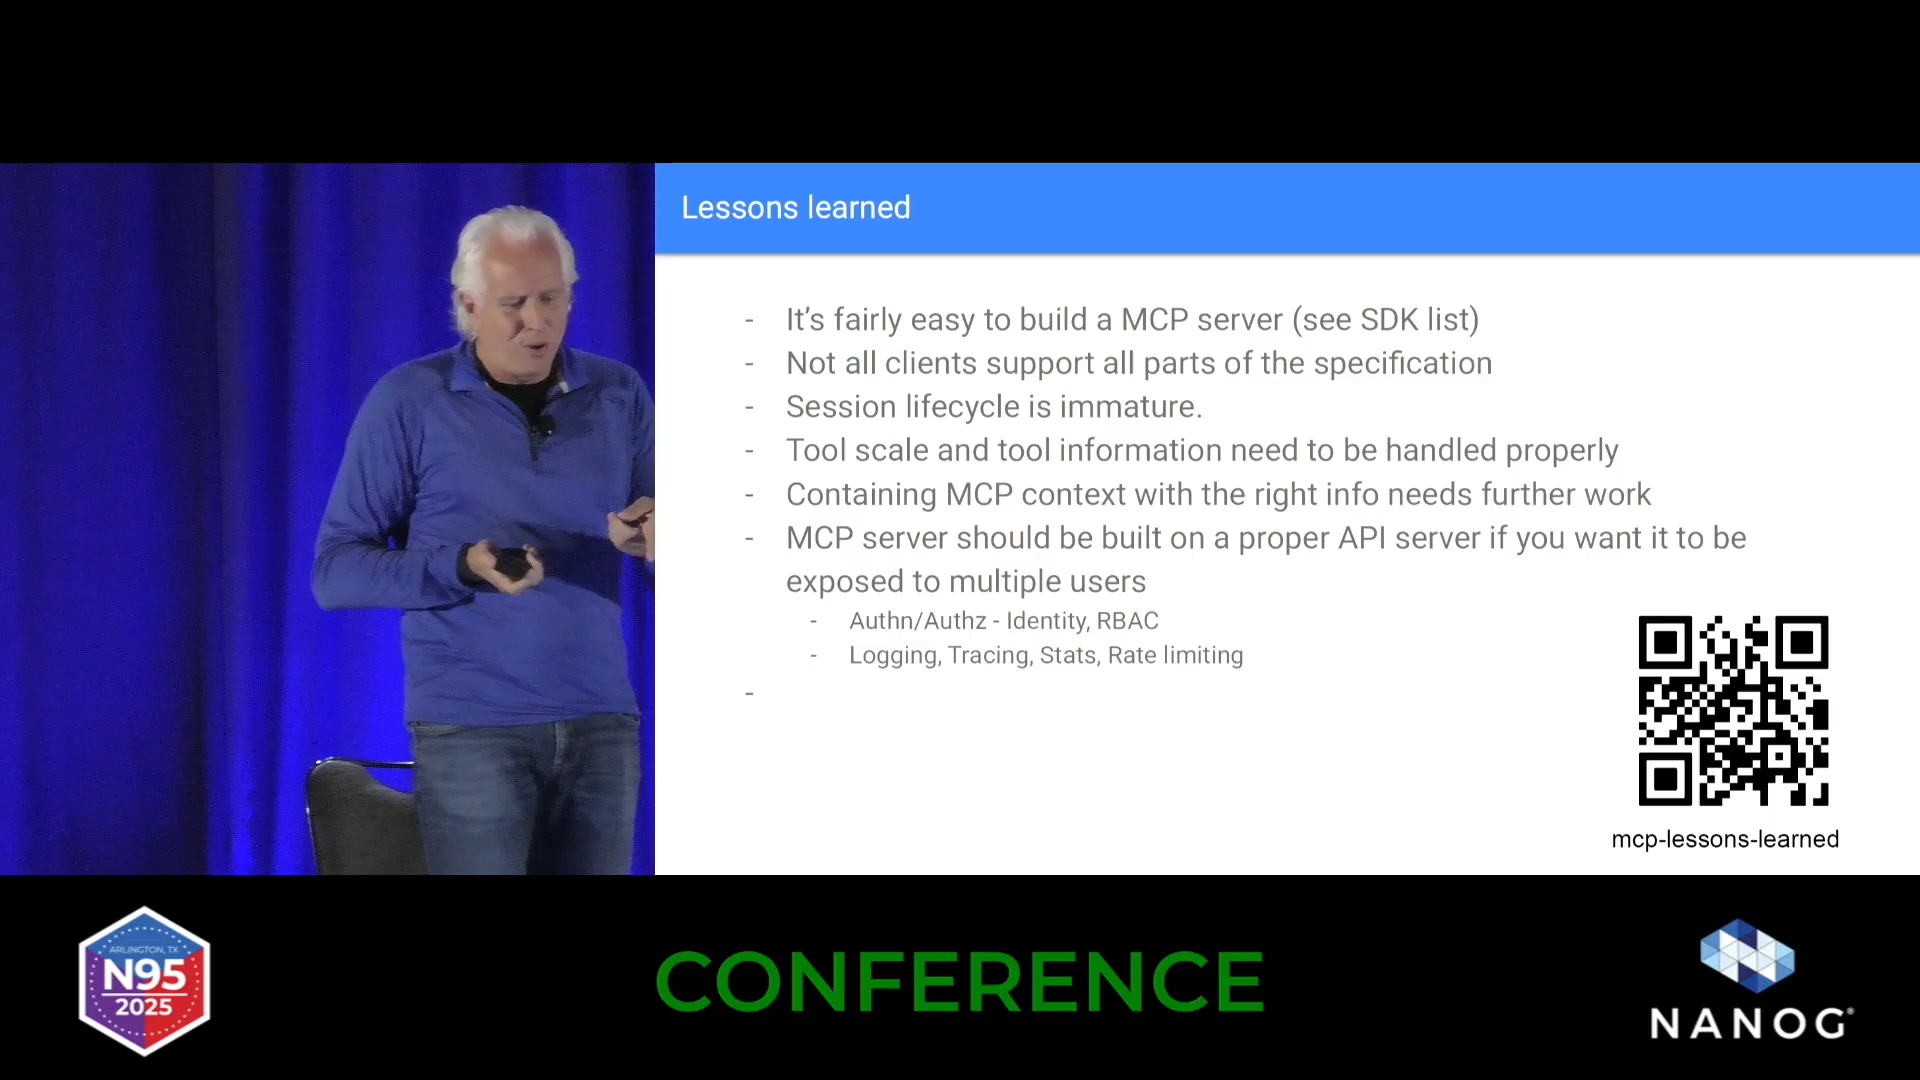 Lessons learned
- It’s fairly easy to build a MCP server (see SDK list)
- Not all clients support all parts of the specification
- Session lifecycle is immature.
- Tool scale and tool information need to be handled properly
- Containing MCP context with the right info needs further work
- MCP server should be built on a proper API server if you want it to be
exposed to multiple users
- Authn/Authz - Identity, RBAC
- Logging, Tracing, Stats, Rate limiting
-
mcp-lessons-learned
ARLINGTON, TX
N95
2025
CONFERENCE
NANOG®